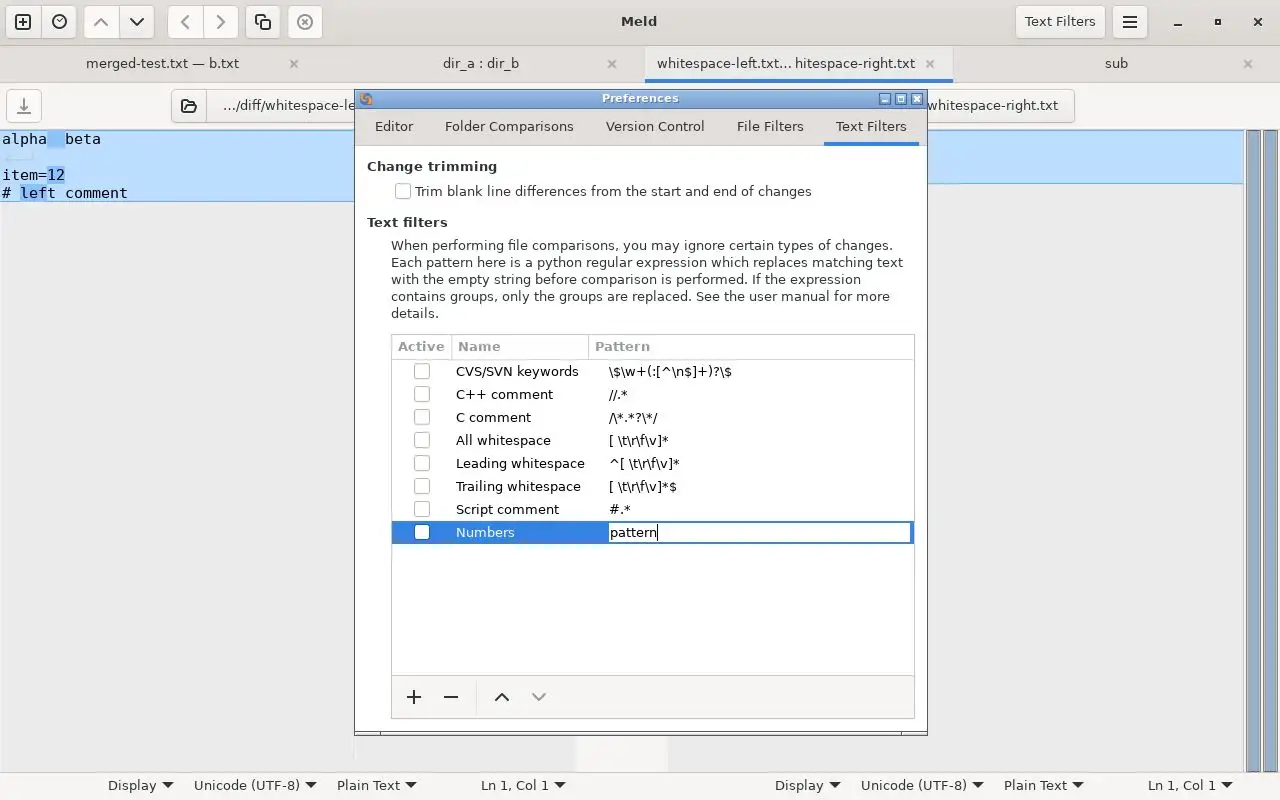 Meld
Text Filters
merged-test.txt — b.txt
dir_a : dir_b
whitespace-left.txt... hitespace-right.txt
sub
.../diff/whitespace-le
whitespace-right.txt
alpha  beta
item=12
# left comment
Preferences
Editor
Folder Comparisons
Version Control
File Filters
Text Filters
Change trimming
Trim blank line differences from the start and end of changes
Text filters
When performing file comparisons, you may ignore certain types of changes.
Each pattern here is a python regular expression which replaces matching text
with the empty string before comparison is performed. If the expression
contains groups, only the groups are replaced. See the user manual for more
details.
Active Name Pattern
CVS/SVN keywords \$\w+(:[^\n$]+)?\$
C++ comment //.*
C comment /\*.*?\*/
All whitespace [ \t\r\f\v]*
Leading whitespace ^[ \t\r\f\v]*
Trailing whitespace [ \t\r\f\v]*$
Script comment #.*
Numbers pattern
Display Unicode (UTF-8) Plain Text Ln 1, Col 1 Display Unicode (UTF-8) Plain Text Ln 1, Col 1